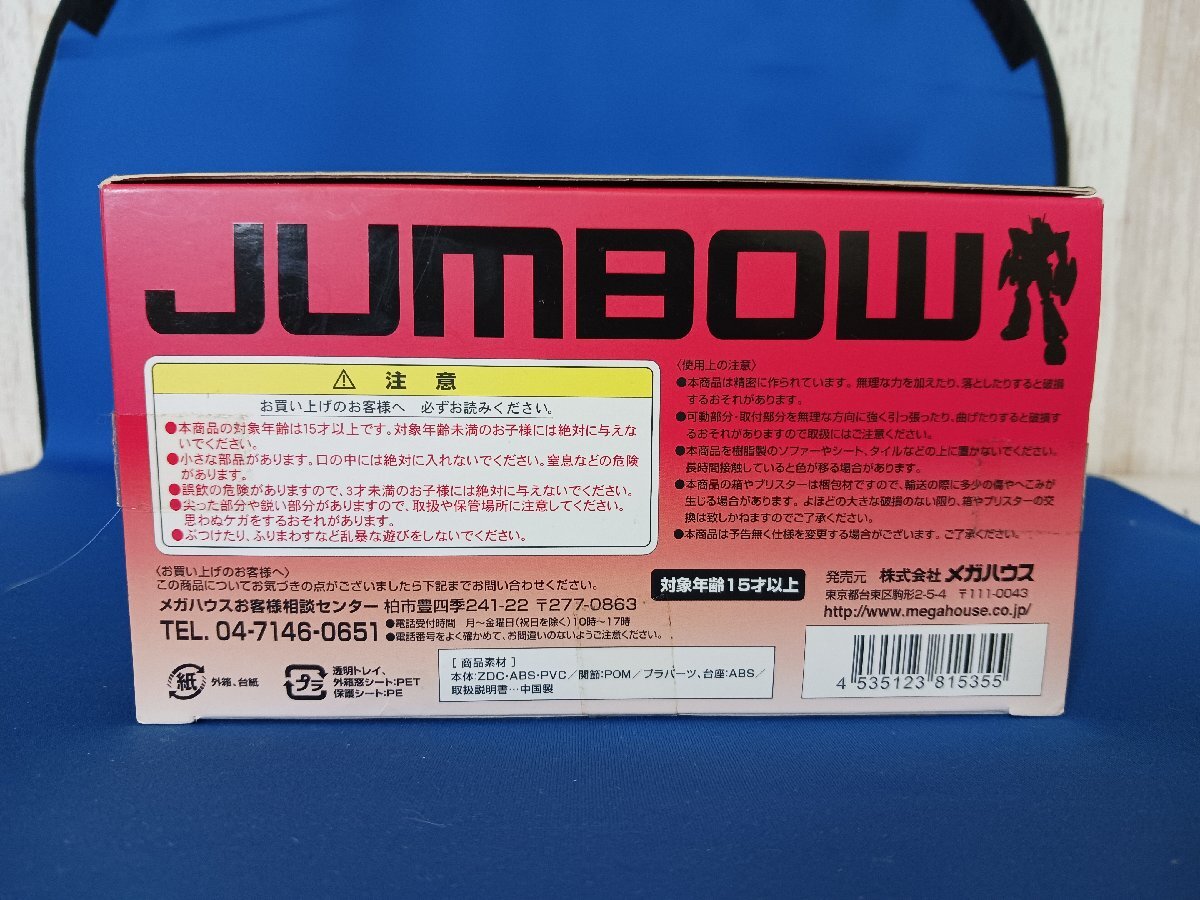 JUMBOW
⚠ 注意
お買い上げのお客様へ 必ずお読みください。
●本商品の対象年齢は15才以上です。対象年齢未満のお子様には絶対に与えな
いでください。
●小さな部品があります。口の中には絶対に入れないでください。窒息などの危険
があります。
●誤飲の危険がありますので、3才未満のお子様には絶対に与えないでください。
●尖った部分や鋭い部分がありますので、取扱や保管場所に注意してください。
思わぬケガをするおそれがあります。
●ぶつけたり、ふりまわすなど乱暴な遊びをしないでください。
〈使用上の注意〉
●本商品は精密に作られています。無理な力を加えたり、落としたりすると破損
するおそれがあります。
●可動部分・取付部分を無理な方向に強く引っ張ったり、曲げたりすると破損す
るおそれがありますので取扱にはご注意ください。
●本商品を樹脂製のソファーやシート、タイルなどの上に置かないでください。
長時間接触していると色が移る場合があります。
●本商品の箱やブリスターは梱包材ですので、輸送の際に多少の傷やへこみが
生じる場合があります。よほどの大きな破損のない限り、箱やブリスターの交
換は致しかねますのでご了承ください。
●本商品は予告無く仕様を変更する場合がございます。ご了承ください。
〈お買い上げのお客様へ〉
この商品についてお気づきの点がございましたら下記までお問い合わせください。
メガハウスお客様相談センター 柏市豊四季241-22 〒277-0863
TEL. 04-7146-0651
●電話受付時間 月〜金曜日(祝日を除く)10時〜17時
●電話番号をよく確かめて、お間違いのないようご注意ください。
対象年齢15才以上
発売元 株式会社 メガハウス
東京都台東区駒形2-5-4 〒111-0043
http://www.megahouse.co.jp/
紙 外箱、台紙
プラ
透明トレイ、
外箱窓シート:PET
保護シート:PE
[商品素材]
本体:ZDC・ABS・PVC/関節:POM/プラパーツ、台座:ABS/
取扱説明書…中国製
4 535123 815355